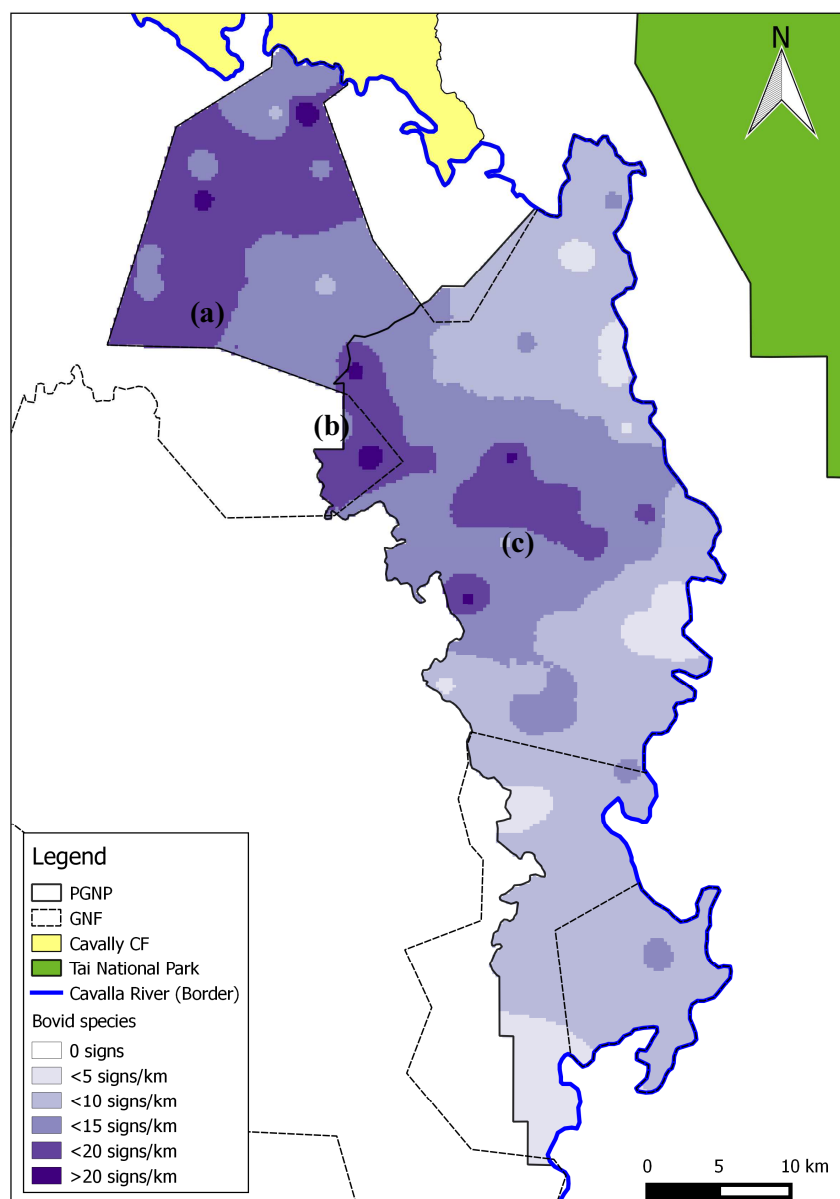 N
(a)
(b)
(c)
Legend
PGNP
GNF
Cavally CF
Tai National Park
Cavalla River (Border)
Bovid species
0 signs
<5 signs/km
<10 signs/km
<15 signs/km
<20 signs/km
>20 signs/km
0 5 10 km